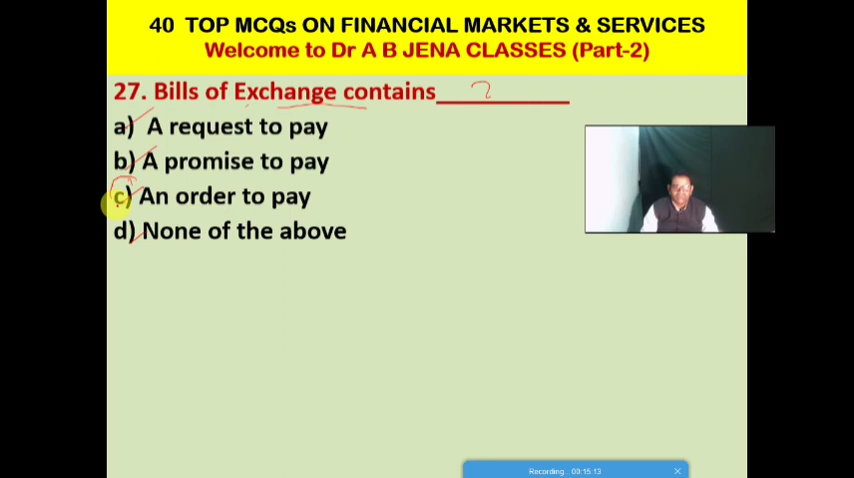 40 TOP MCQs ON FINANCIAL MARKETS & SERVICES
Welcome to Dr A B JENA CLASSES (Part-2)
27. Bills of Exchange contains__________ ?
a) A request to pay
b) A promise to pay
c) An order to pay
d) None of the above
Recording... 09:15:13